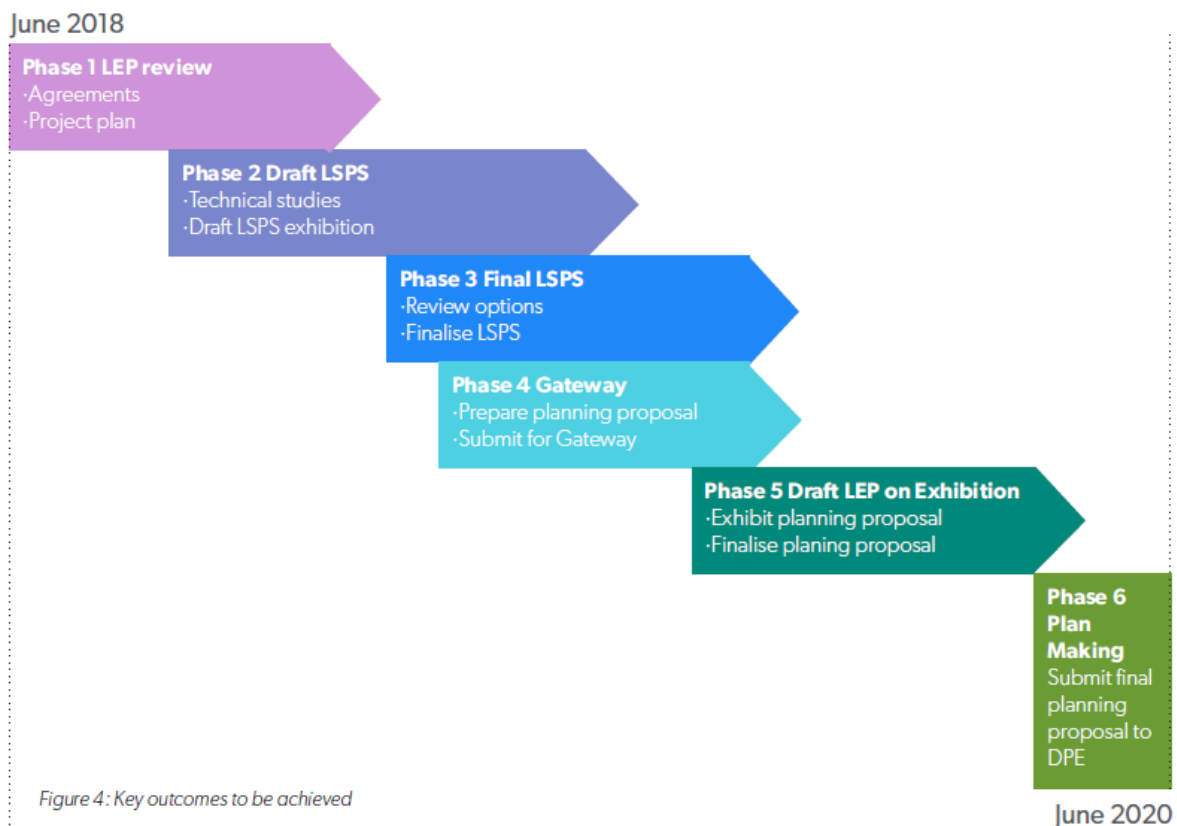 June 2018
Phase 1 LEP review
·Agreements
·Project plan
Phase 2 Draft LSPS
·Technical studies
·Draft LSPS exhibition
Phase 3 Final LSPS
·Review options
·Finalise LSPS
Phase 4 Gateway
·Prepare planning proposal
·Submit for Gateway
Phase 5 Draft LEP on Exhibition
·Exhibit planning proposal
·Finalise planing proposal
Phase 6
Plan
Making
Submit final
planning
proposal to
DPE
Figure 4: Key outcomes to be achieved
June 2020